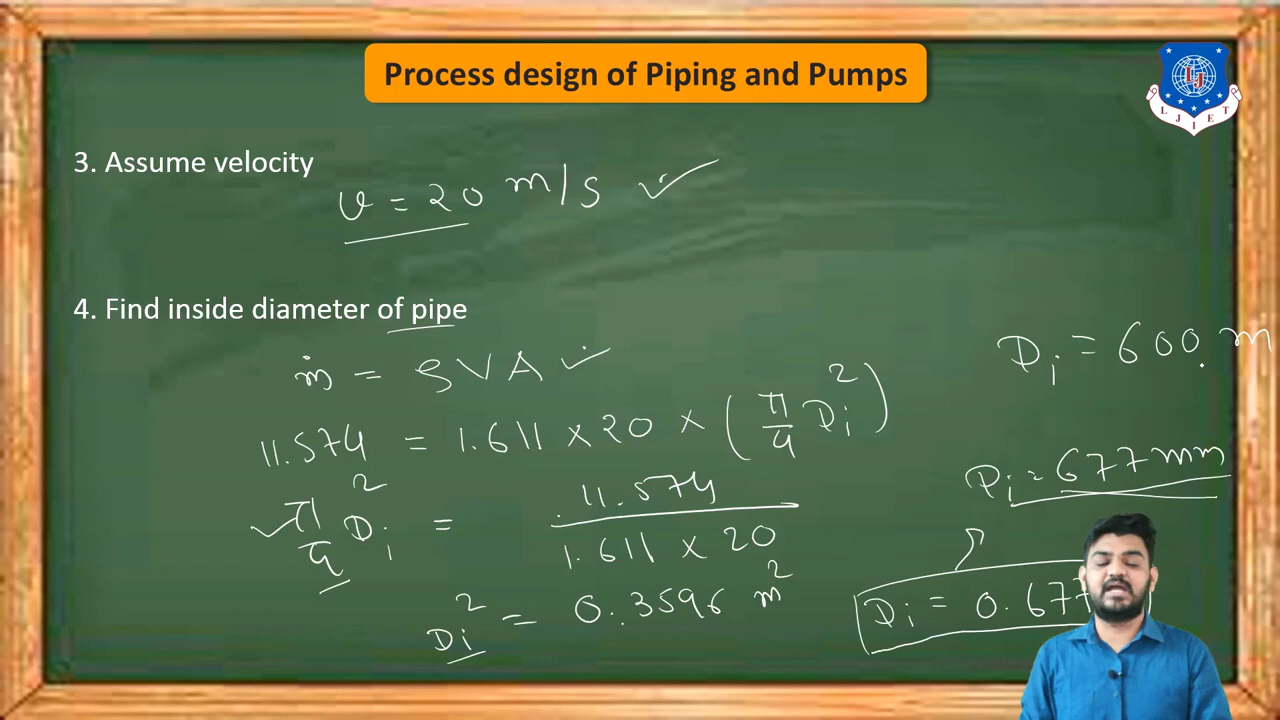 Process design of Piping and Pumps
LJIET
3. Assume velocity
v = 20 m/s ✓
4. Find inside diameter of pipe
ṁ = ρVA ✓
11.574 = 1.611 × 20 × (π/4 Di²)
π/4 Di² = 11.574 / 1.611 × 20
Di² = 0.3596 m²
Di = 0.677
Di = 677 mm
Di = 600 m